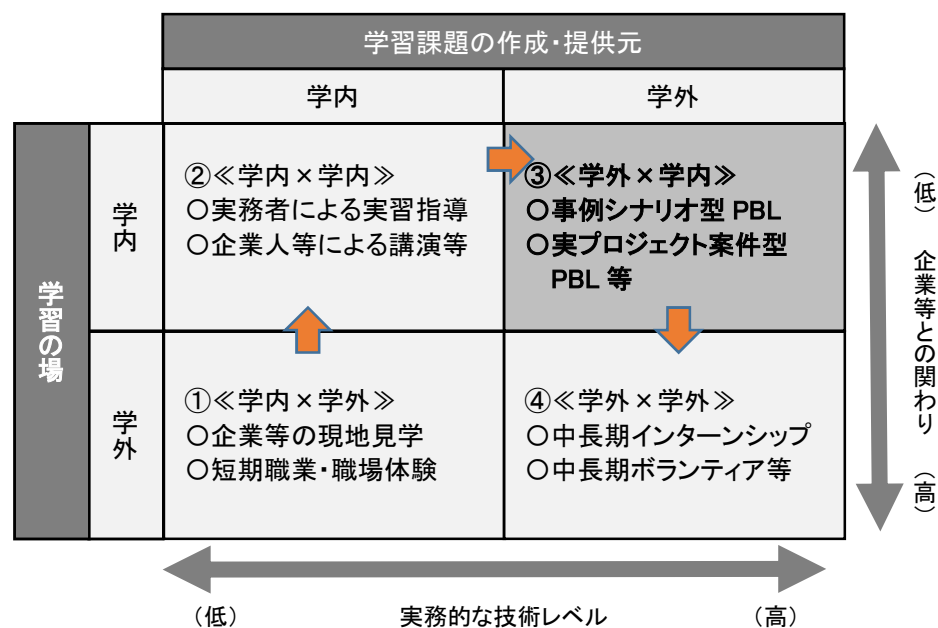 学習課題の作成・提供元
学内
学外
学習の場
学内
②≪学内×学内≫
○実務者による実習指導
○企業人等による講演等
③≪学外×学内≫
○事例シナリオ型 PBL
○実プロジェクト案件型
PBL 等
学外
①≪学内×学外≫
○企業等の現地見学
○短期職業・職場体験
④≪学外×学外≫
○中長期インターンシップ
○中長期ボランティア等
（低） 企業等との関わり （高）
（低） 実務的な技術レベル （高）